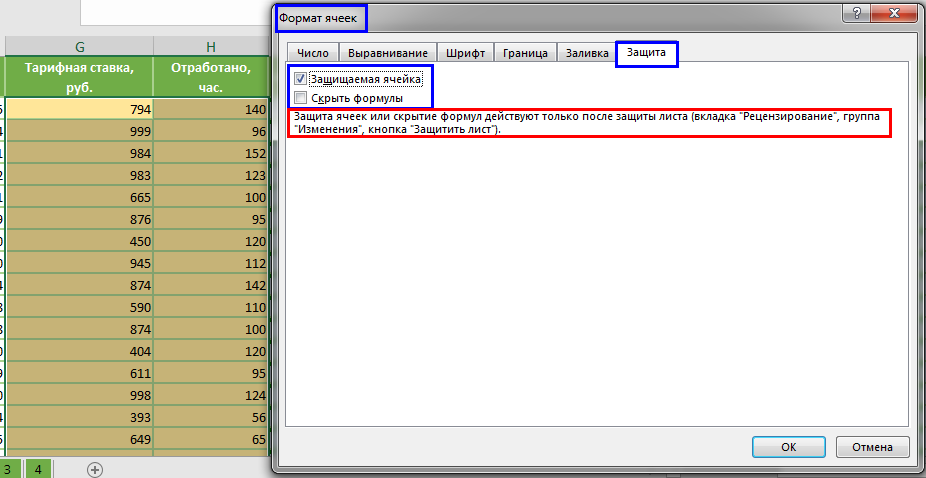 Формат ячеек
?
Число Выравнивание Шрифт Граница Заливка Защита
Защищаемая ячейка
Скрыть формулы
Защита ячеек или скрытие формул действуют только после защиты листа (вкладка "Рецензирование", группа
"Изменения", кнопка "Защитить лист").
ОК Отмена
G H
Тарифная ставка, Отработано,
руб. час.
794 140
999 96
984 152
983 123
665 100
876 95
450 120
945 112
874 142
590 110
874 100
404 120
611 95
998 124
393 56
649 65
3 4